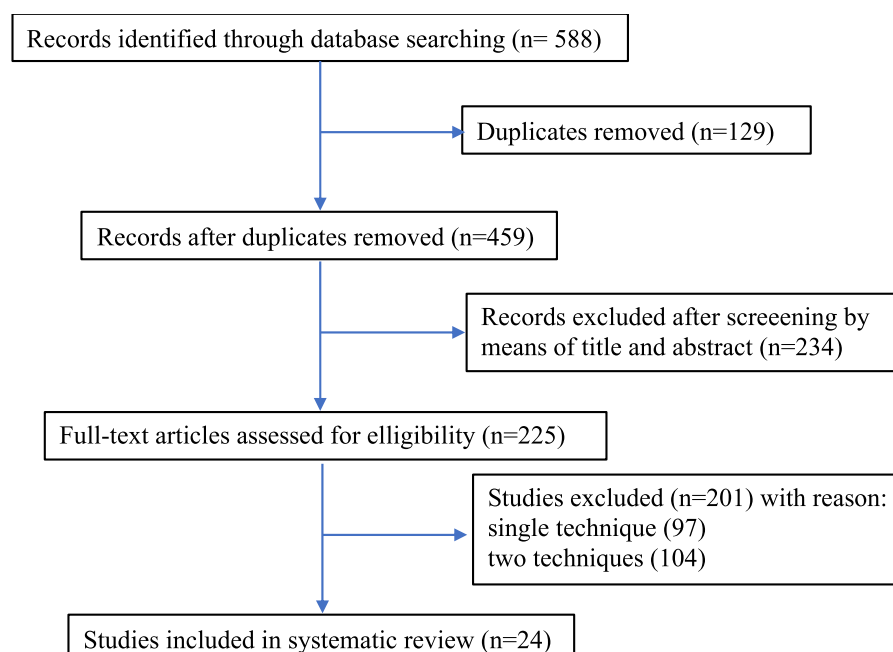 Records identified through database searching (n= 588)
Duplicates removed (n=129)
Records after duplicates removed (n=459)
Records excluded after screeening by
means of title and abstract (n=234)
Full-text articles assessed for elligibility (n=225)
Studies excluded (n=201) with reason:
single technique (97)
two techniques (104)
Studies included in systematic review (n=24)